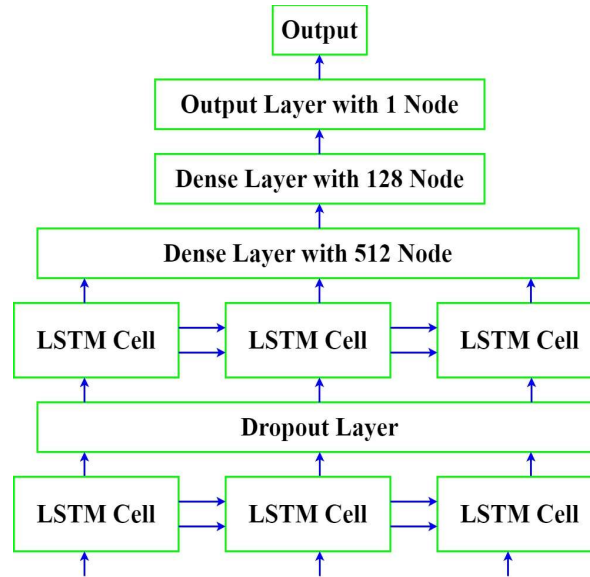 Output
Output Layer with 1 Node
Dense Layer with 128 Node
Dense Layer with 512 Node
LSTM Cell
LSTM Cell
LSTM Cell
Dropout Layer
LSTM Cell
LSTM Cell
LSTM Cell